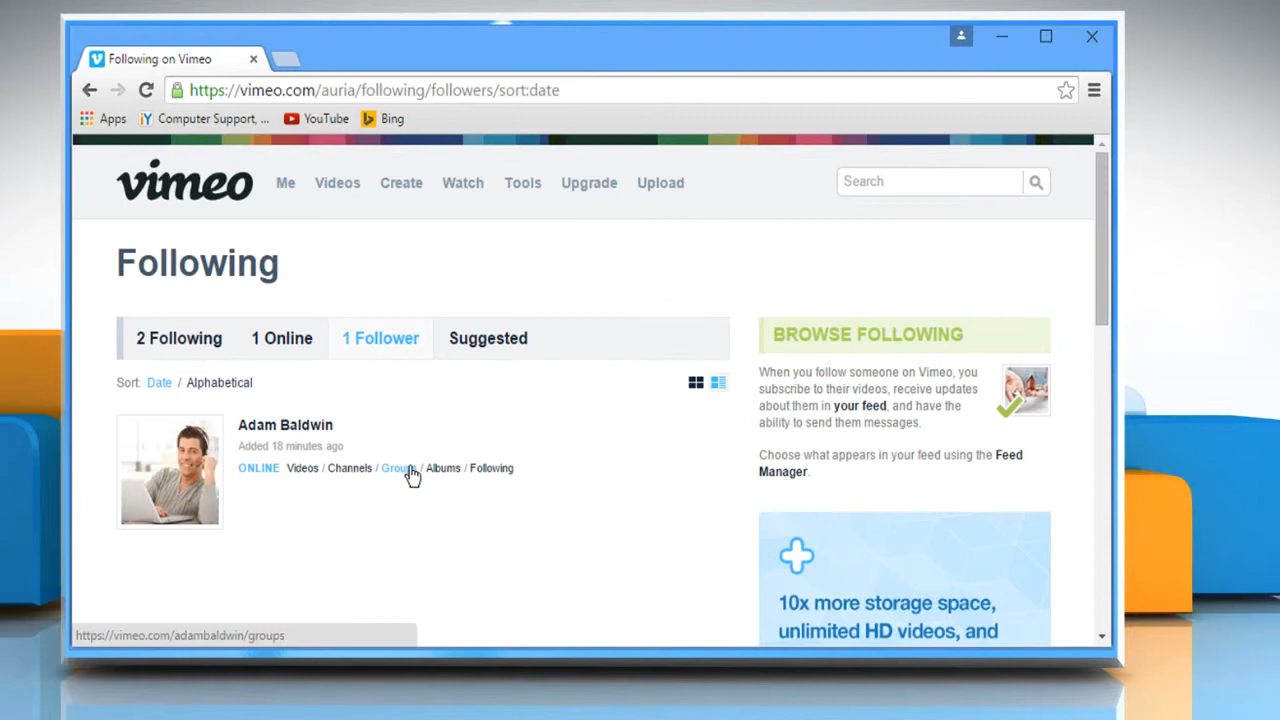 Following on Vimeo
https://vimeo.com/auria/following/followers/sort:date
Apps Computer Support, ... YouTube Bing
vimeo Me Videos Create Watch Tools Upgrade Upload Search
Following
2 Following 1 Online 1 Follower Suggested
Sort: Date / Alphabetical
Adam Baldwin
Added 18 minutes ago
ONLINE Videos / Channels / Groups / Albums / Following
BROWSE FOLLOWING
When you follow someone on Vimeo, you
subscribe to their videos, receive updates
about them in your feed, and have the
ability to send them messages.
Choose what appears in your feed using the Feed
Manager.
10x more storage space,
unlimited HD videos, and
https://vimeo.com/adambaldwin/groups